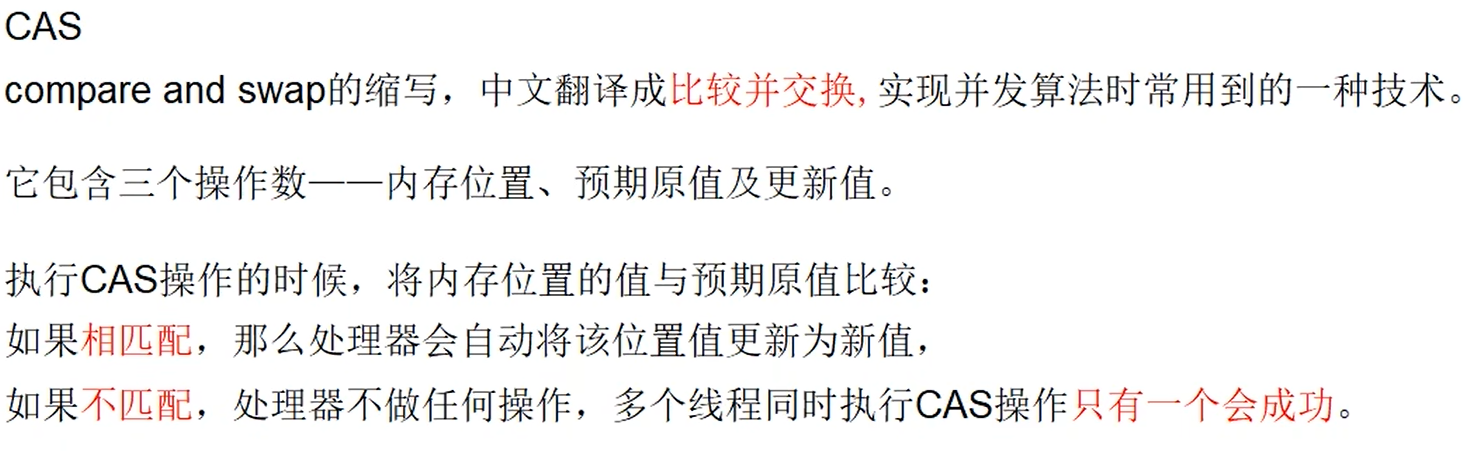 CAS
compare and swap的缩写，中文翻译成比较并交换,实现并发算法时常用到的一种技术。
它包含三个操作数——内存位置、预期原值及更新值。
执行CAS操作的时候，将内存位置的值与预期原值比较：
如果相匹配，那么处理器会自动将该位置值更新为新值，
如果不匹配，处理器不做任何操作，多个线程同时执行CAS操作只有一个会成功。